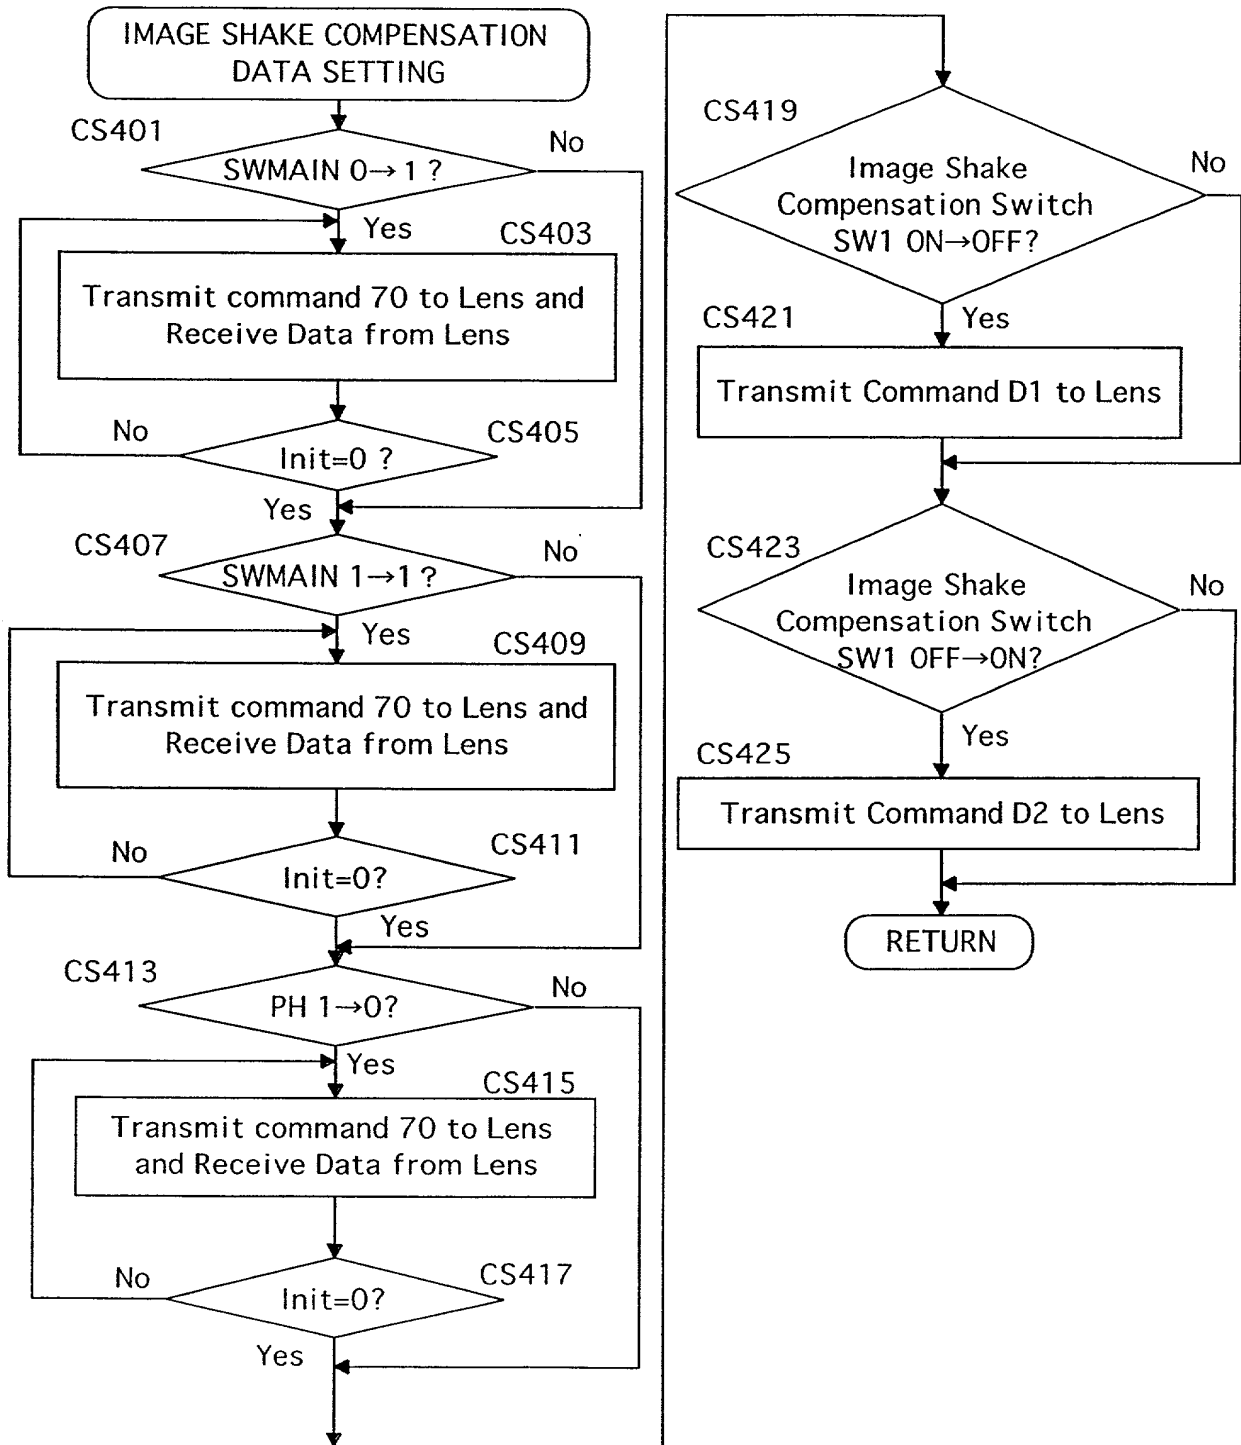 IMAGE SHAKE COMPENSATION
DATA SETTING
CS401
No
SWMAIN 0→1 ?
Yes
CS403
Transmit command 70 to Lens and
Receive Data from Lens
No
CS405
Init=0 ?
Yes
CS407
No
SWMAIN 1→1 ?
Yes
CS409
Transmit command 70 to Lens and
Receive Data from Lens
No
CS411
Init=0?
Yes
CS413
No
PH 1→0?
Yes
CS415
Transmit command 70 to Lens
and Receive Data from Lens
No
CS417
Init=0?
Yes
CS419
No
Image Shake
Compensation Switch
SW1 ON→OFF?
CS421
Yes
Transmit Command D1 to Lens
CS423
No
Image Shake
Compensation Switch
SW1 OFF→ON?
Yes
CS425
Transmit Command D2 to Lens
RETURN